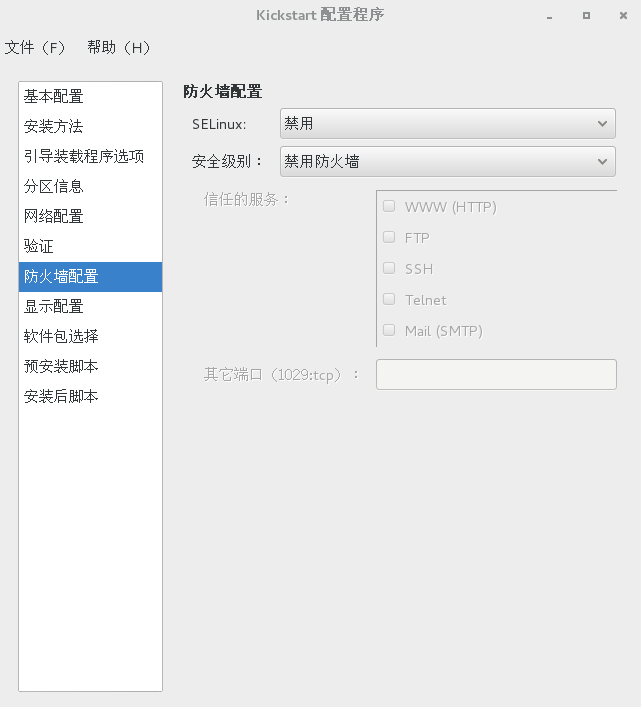 Kickstart 配置程序
文件（F） 帮助（H）
基本配置
安装方法
引导装载程序选项
分区信息
网络配置
验证
防火墙配置
显示配置
软件包选择
预安装脚本
安装后脚本
防火墙配置
SELinux: 禁用
安全级别： 禁用防火墙
信任的服务：
WWW (HTTP)
FTP
SSH
Telnet
Mail (SMTP)
其它端口（1029:tcp）：